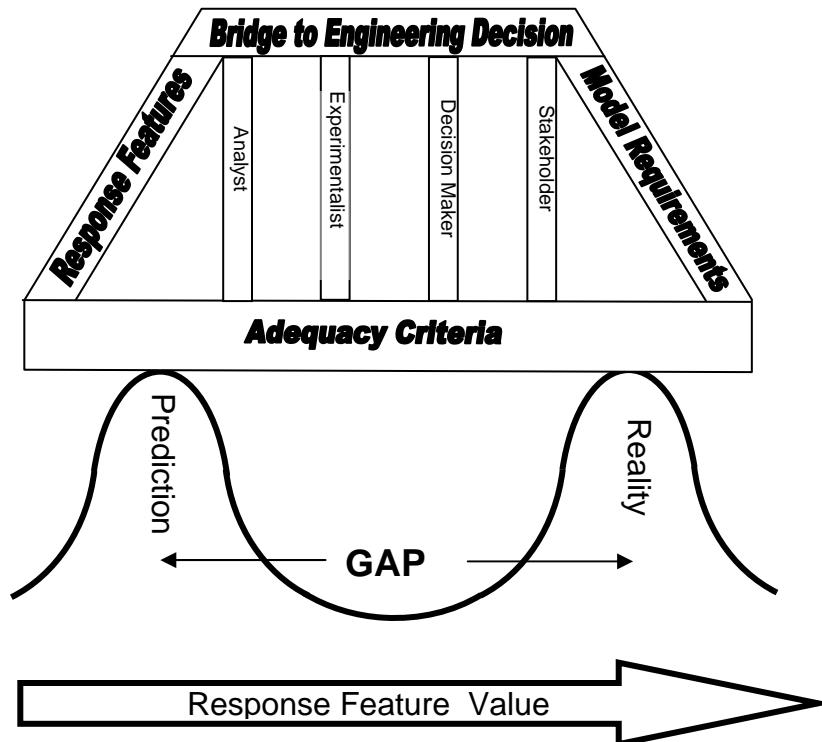 Bridge to Engineering Decision
Response Features
Analyst
Experimentalist
Decision Maker
Stakeholder
Model Requirements
Adequacy Criteria
Prediction
Reality
GAP
Response Feature Value